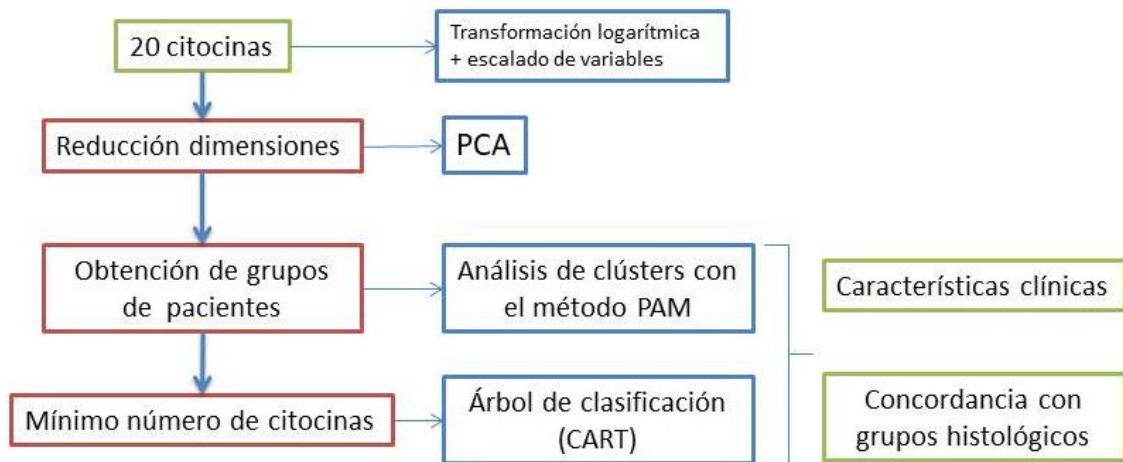 20 citocinas
Transformación logarítmica
+ escalado de variables
Reducción dimensiones
PCA
Obtención de grupos
de pacientes
Análisis de clústers con
el método PAM
Características clínicas
Mínimo número de citocinas
Árbol de clasificación
(CART)
Concordancia con
grupos histológicos